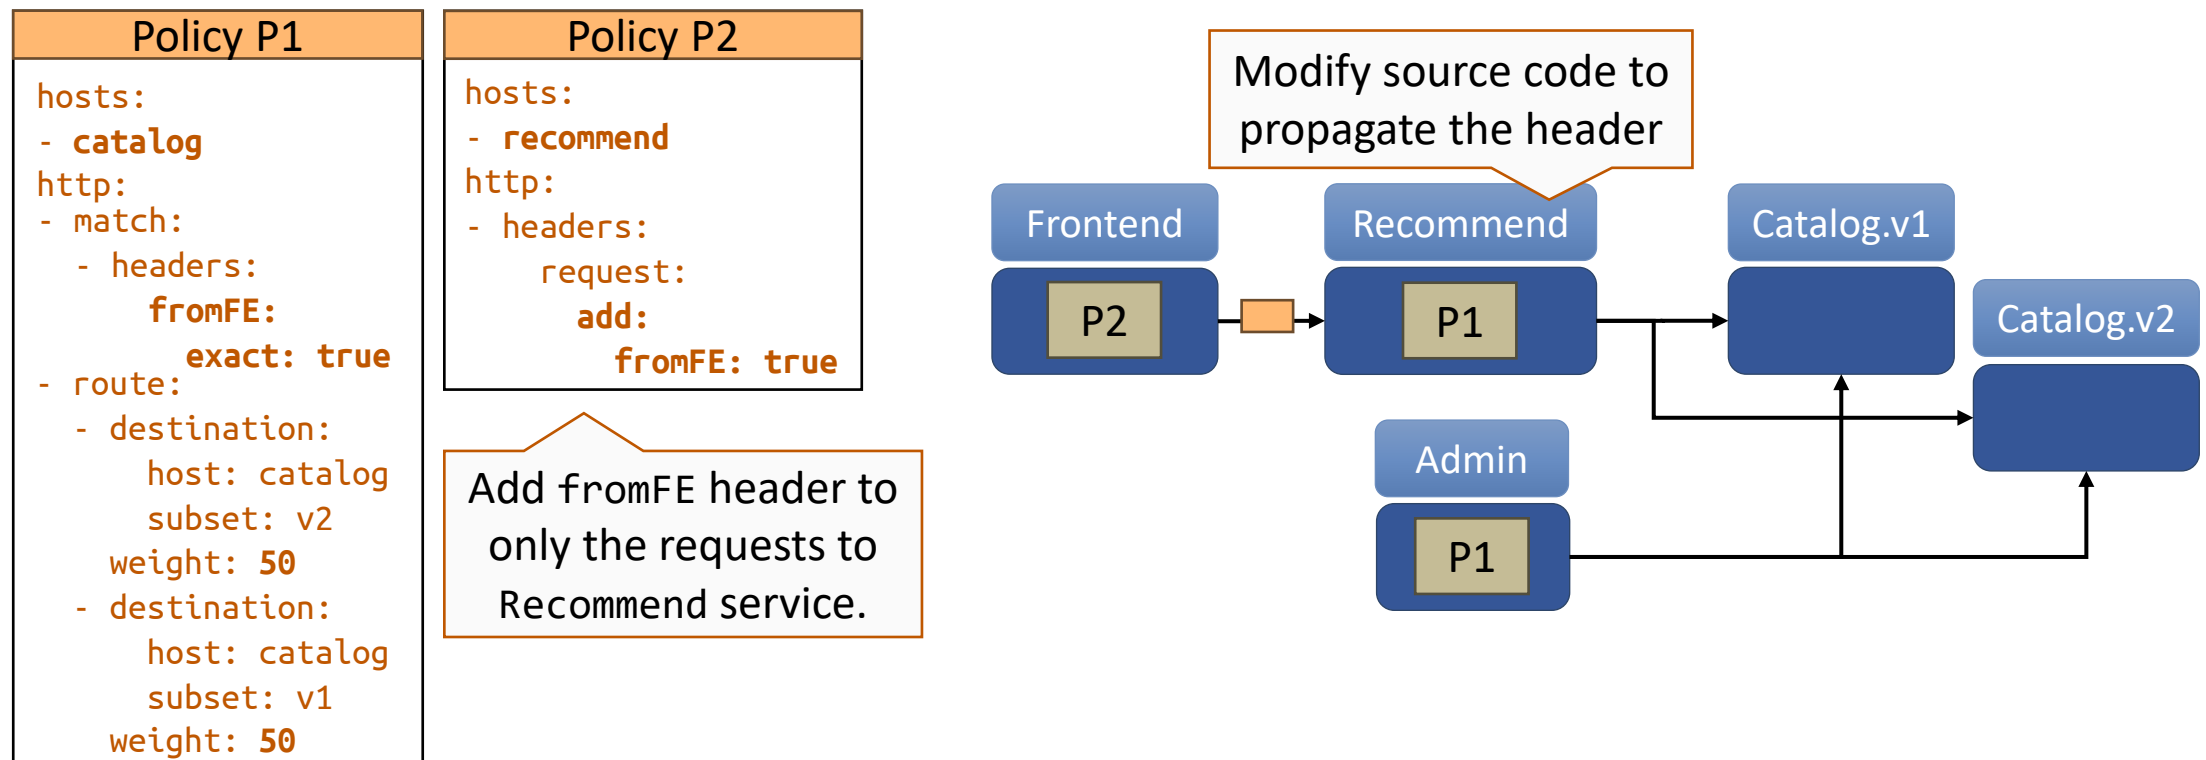 Policy P1
hosts:
- catalog
http:
- match:
- headers:
fromFE:
exact: true
- route:
- destination:
host: catalog
subset: v2
weight: 50
- destination:
host: catalog
subset: v1
weight: 50
Policy P2
hosts:
- recommend
http:
- headers:
request:
add:
fromFE: true
Add fromFE header to
only the requests to
Recommend service.
Modify source code to
propagate the header
Frontend
P2
Recommend
P1
Catalog.v1
Catalog.v2
Admin
P1